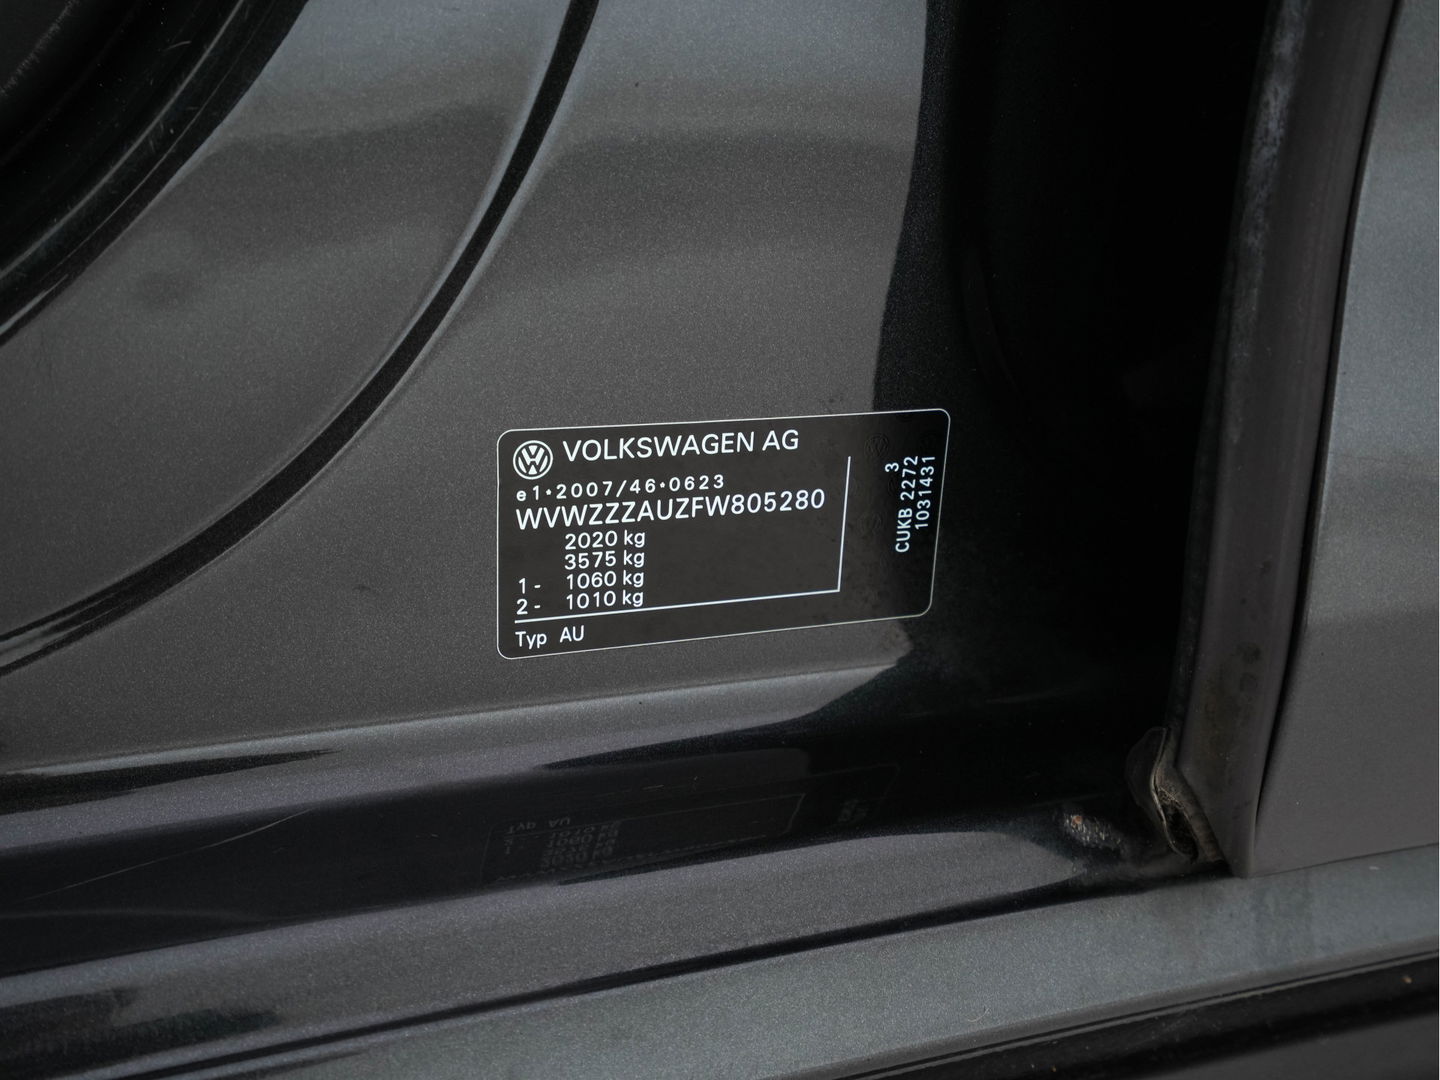 VOLKSWAGEN AG
e1*2007/46*0623
WVWZZZAUZFW805280
2020 kg
3575 kg
1- 1060 kg
2- 1010 kg
Typ AU
3
CUKB 2272
1031431